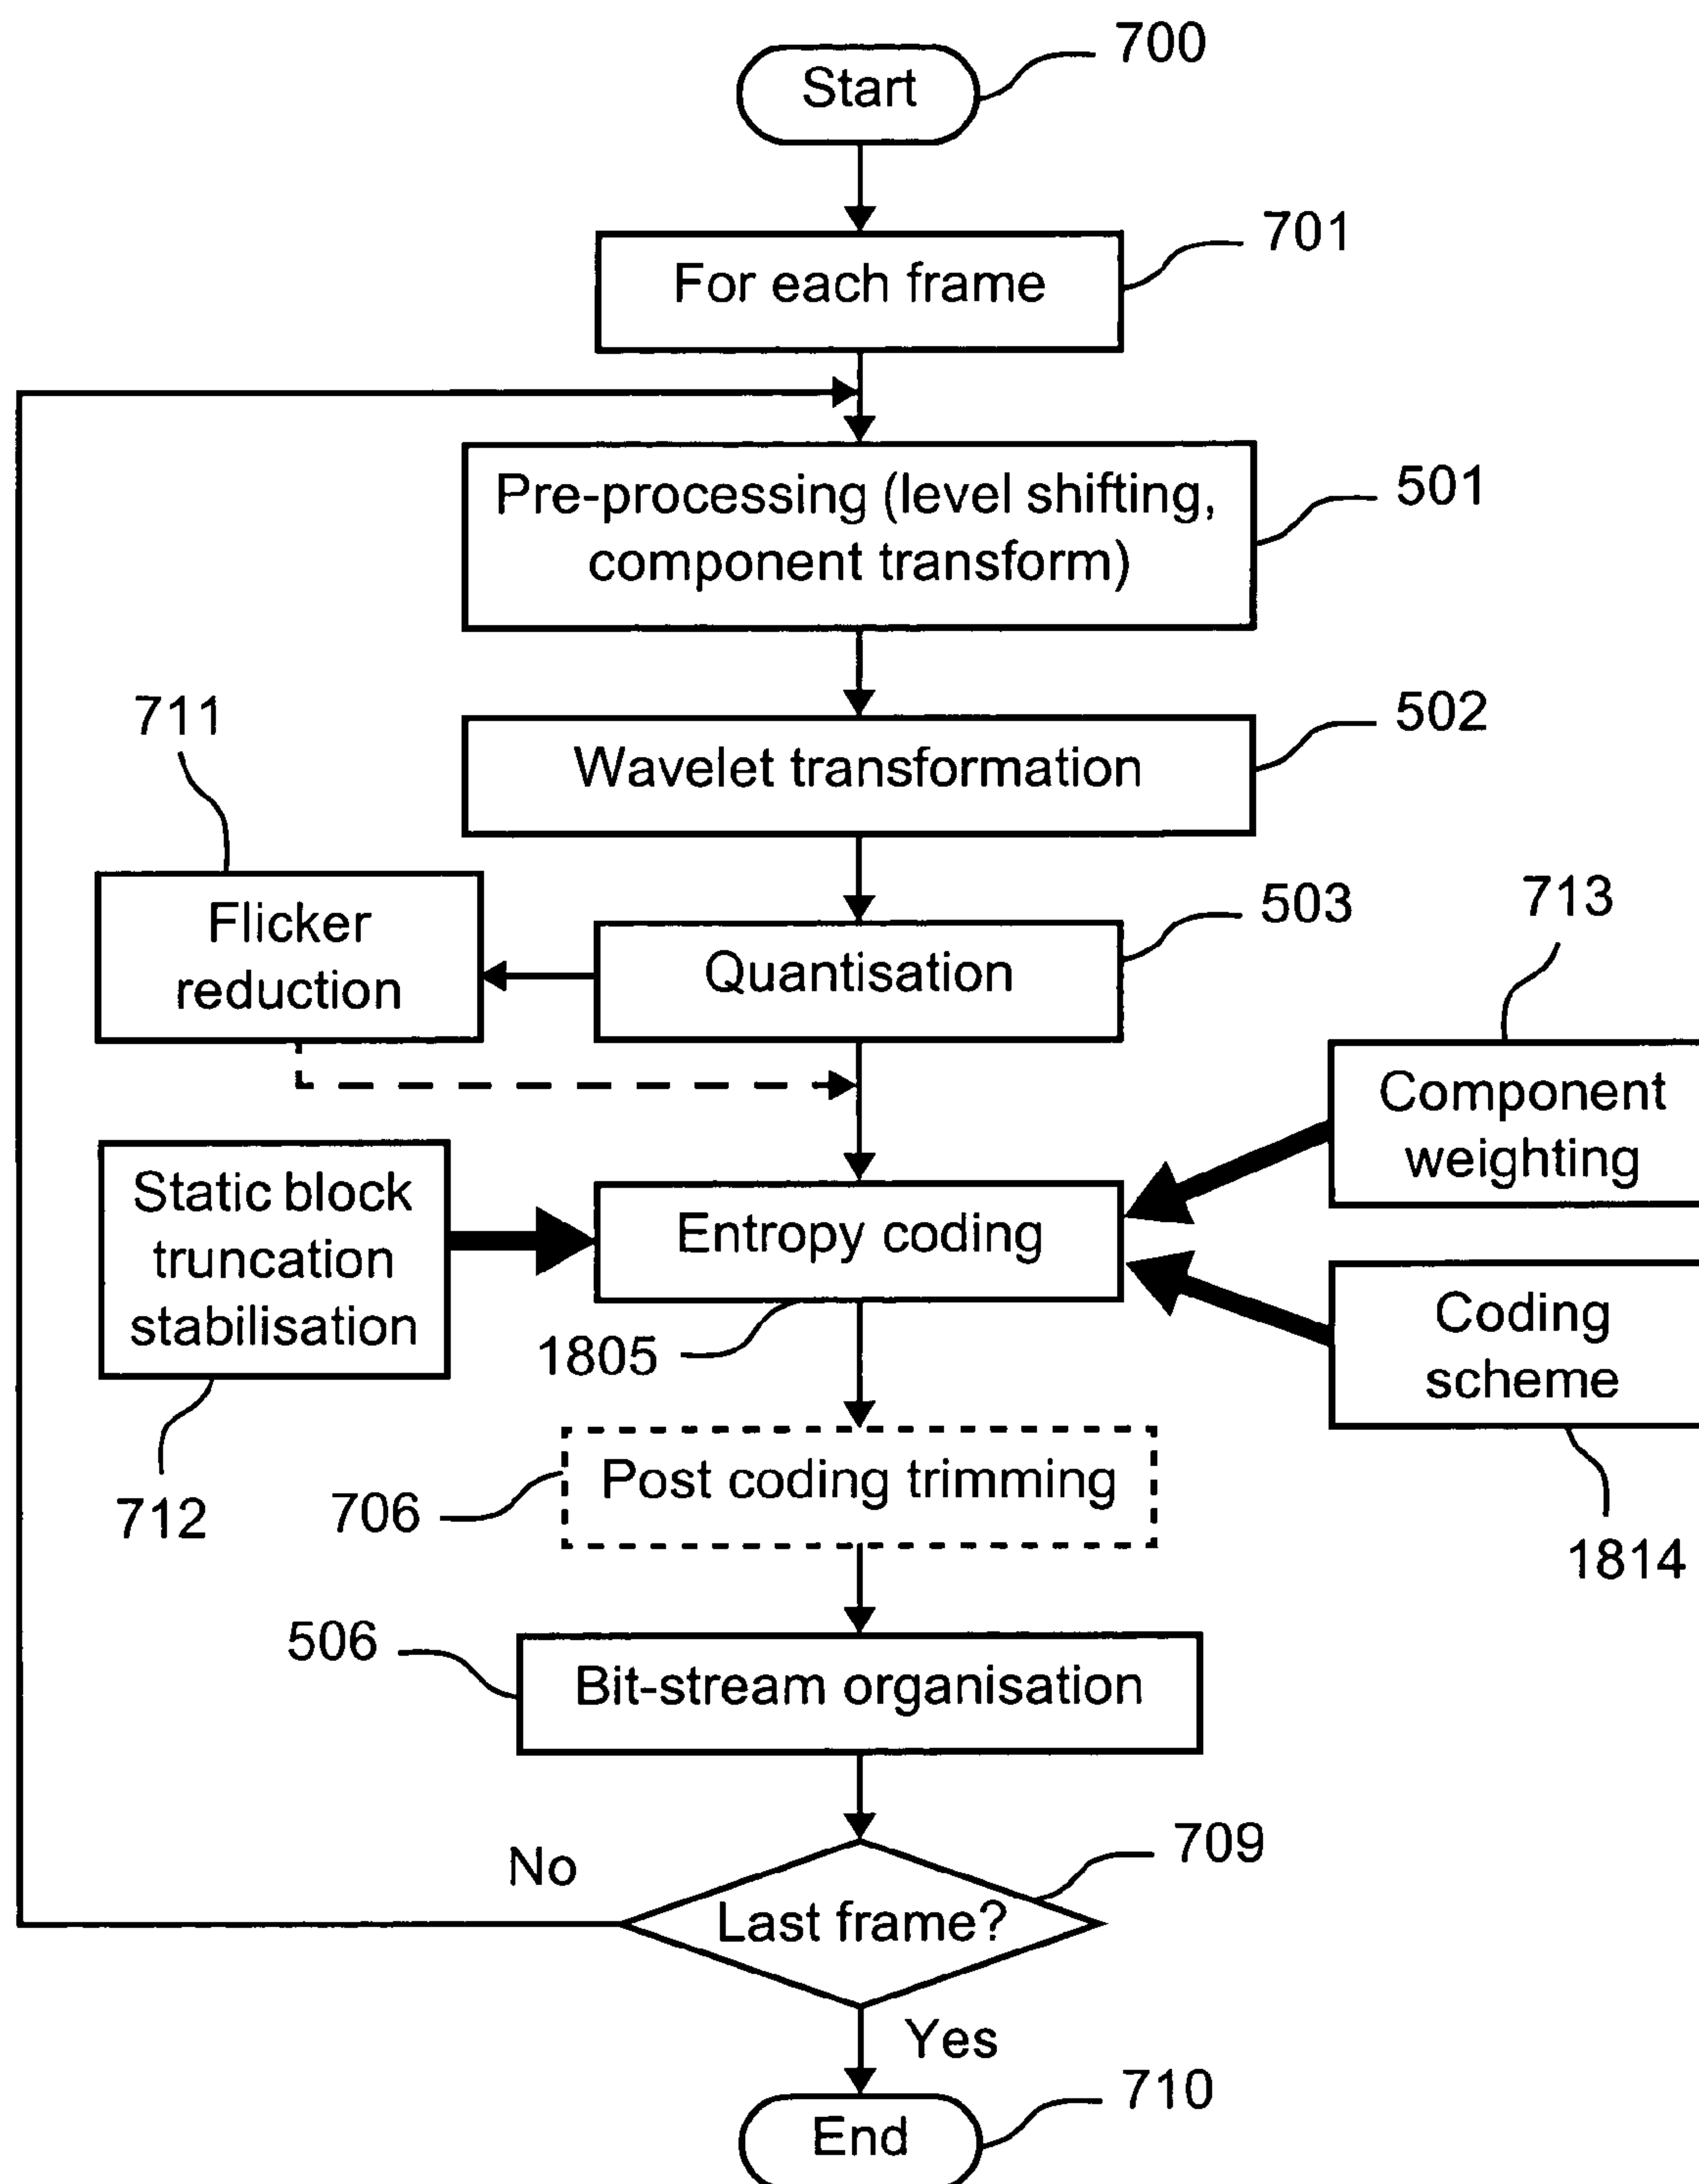 Start
700
For each frame
701
Pre-processing (level shifting,
component transform)
501
Wavelet transformation
502
711
Flicker
reduction
Quantisation
503
713
Component
weighting
Static block
truncation
stabilisation
712
Entropy coding
1805
Coding
scheme
1814
Post coding trimming
706
506
Bit-stream organisation
No
Last frame?
709
Yes
End
710